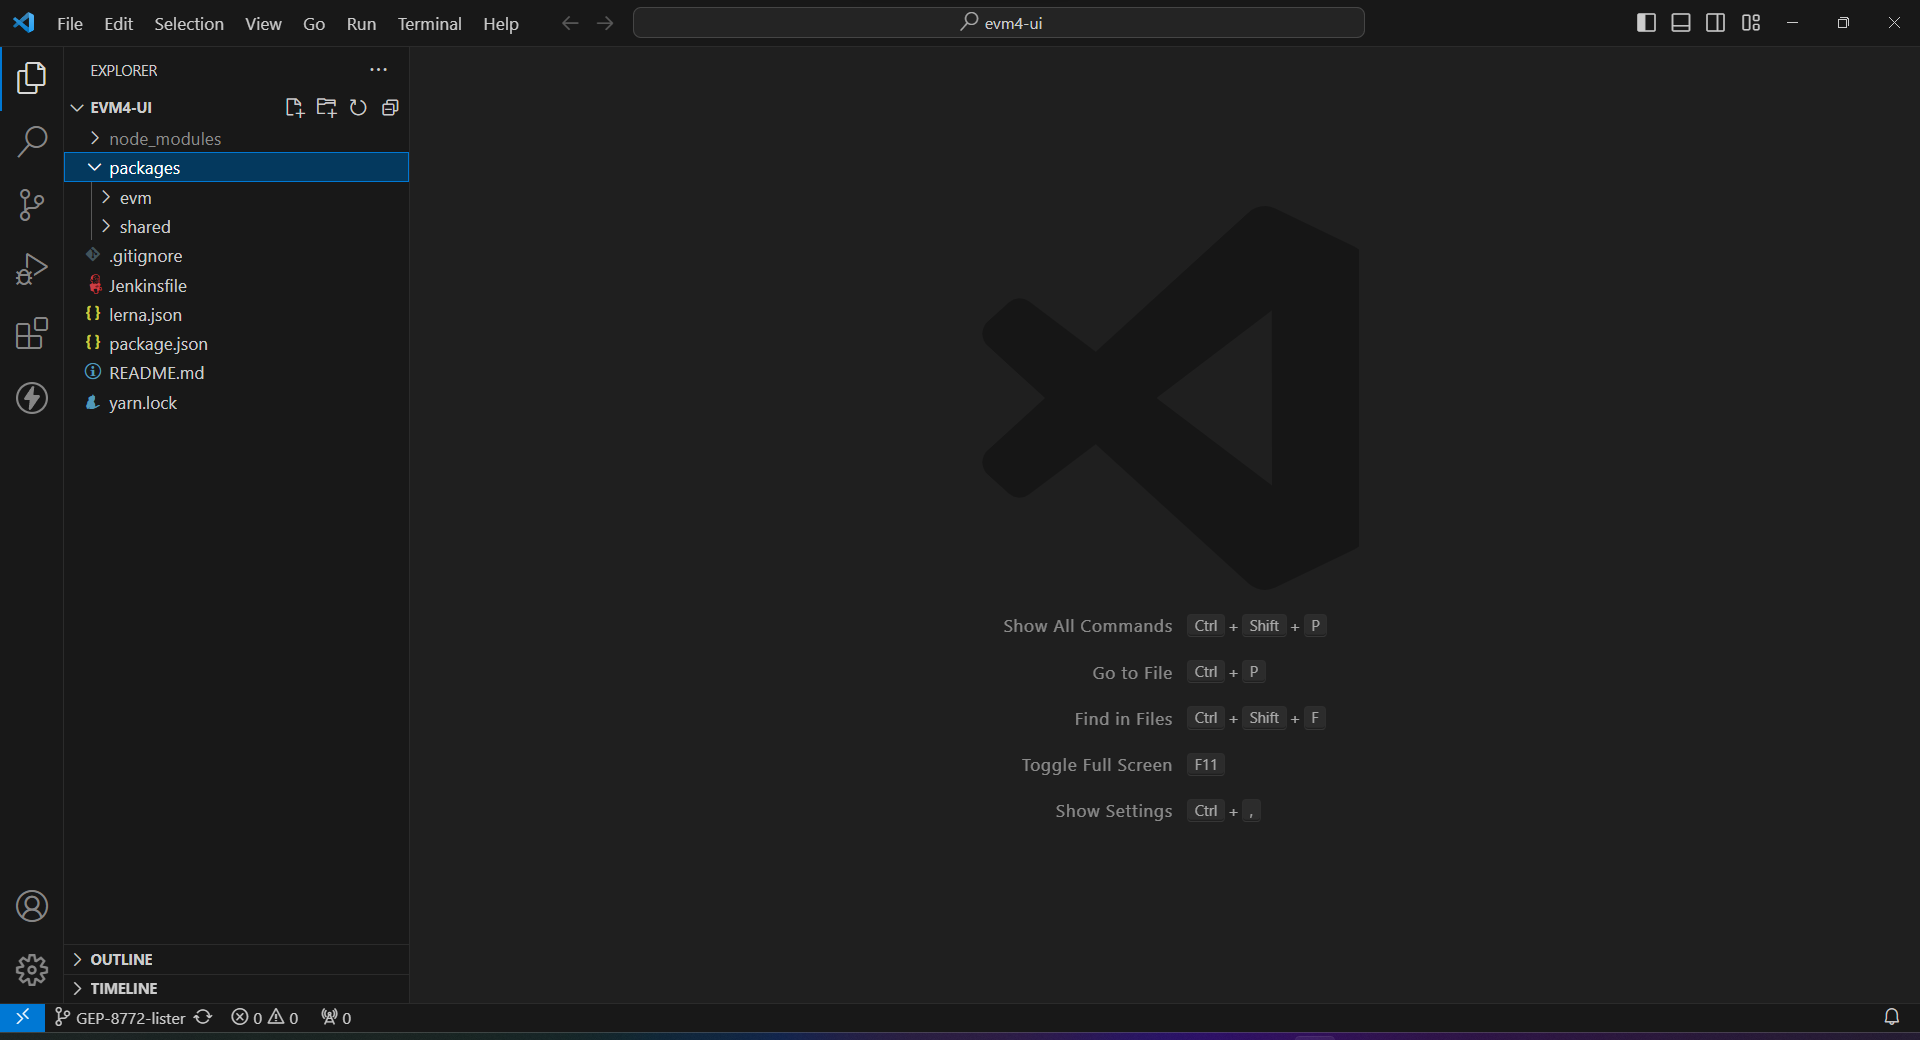 File Edit Selection View Go Run Terminal Help
evm4-ui
EXPLORER
EVM4-UI
node_modules
packages
evm
shared
.gitignore
Jenkinsfile
{} lerna.json
{} package.json
README.md
yarn.lock
Show All Commands Ctrl + Shift + P
Go to File Ctrl + P
Find in Files Ctrl + Shift + F
Toggle Full Screen F11
Show Settings Ctrl + ,
OUTLINE
TIMELINE
GEP-8772-lister 0 0 0